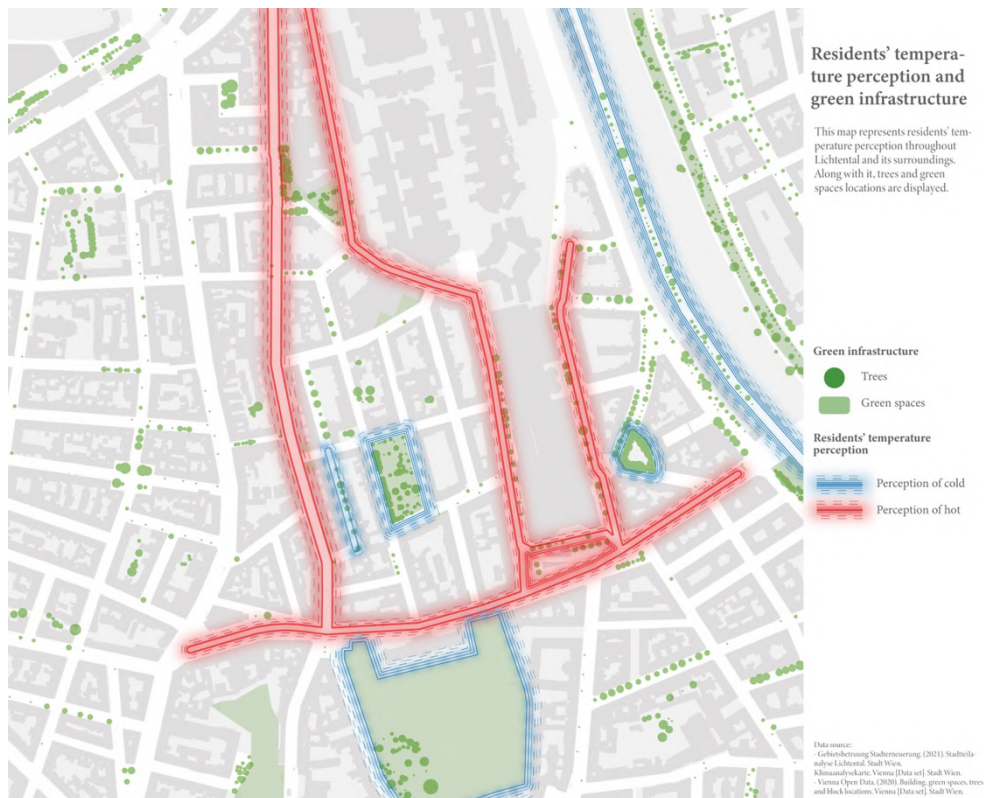 Residents’ tempera-
ture perception and
green infrastructure
This map represents residents’ tem-
perature perception throughout
Lichtental and its surroundings.
Along with it, trees and green
spaces locations are displayed.
Green infrastructure
Trees
Green spaces
Residents’ temperature
perception
Perception of cold
Perception of hot
Data source:
- Gebietsbetruung Stadterneuerung. (2021). Stadtteila-
nalyse Lichtental. Stadt Wien.
Klimaanalysekarte, Vienna [Data set]. Stadt Wien.
- Vienna Open Data. (2020). Building, green spaces, trees
and block locations. Vienna [Data set]. Stadt Wien.